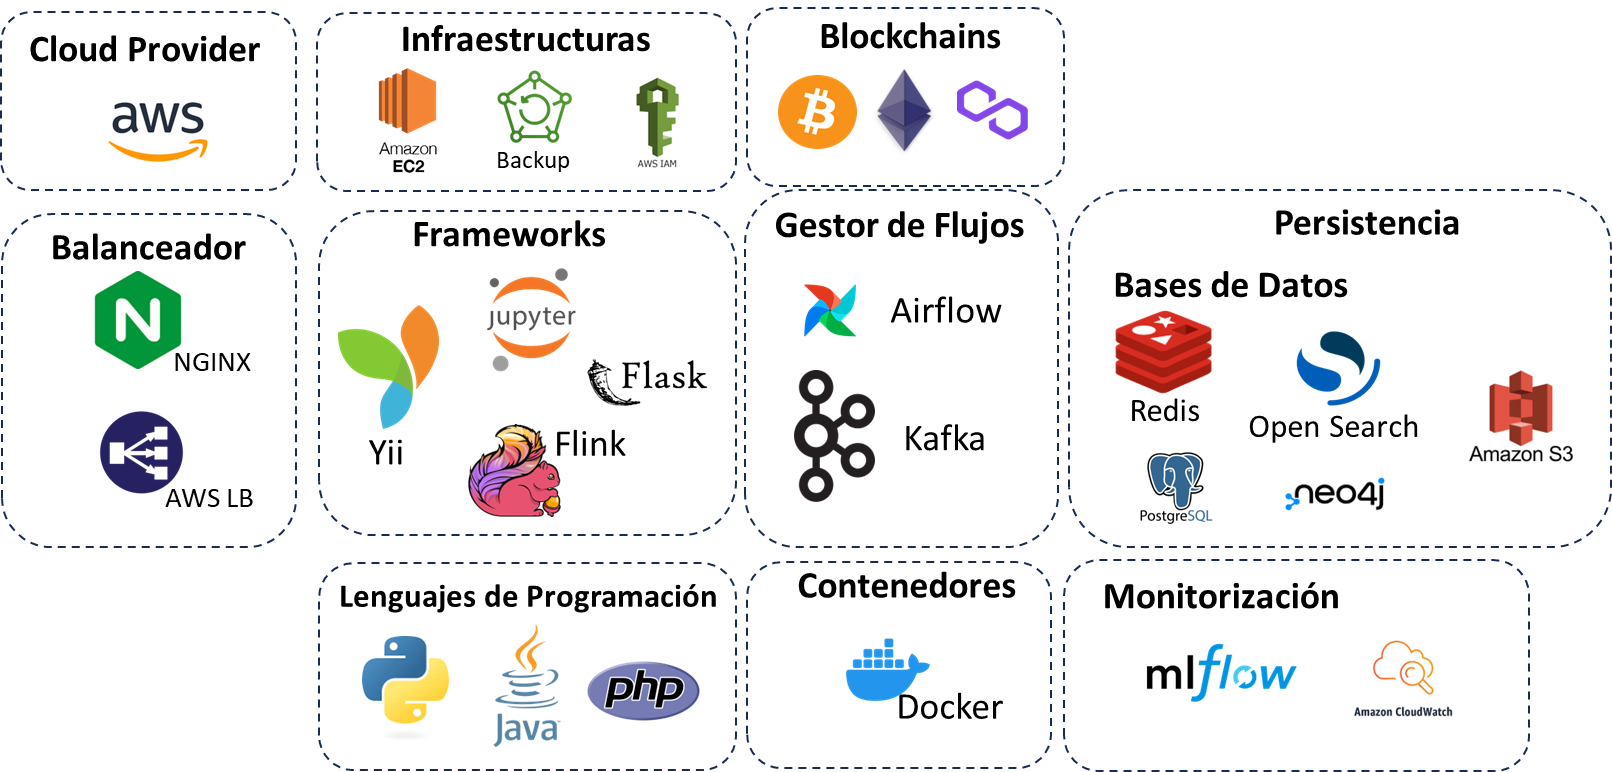 Cloud Provider
aws
Infraestructuras
Amazon
EC2
Backup
AWS IAM
Blockchains
Balanceador
NGINX
AWS LB
Frameworks
jupyter
Yii
Flask
Flink
Gestor de Flujos
Airflow
Kafka
Persistencia
Bases de Datos
Redis
Open Search
Amazon S3
PostgreSQL
neo4j
Lenguajes de Programación
Java
php
Contenedores
Docker
Monitorización
mlflow
Amazon CloudWatch